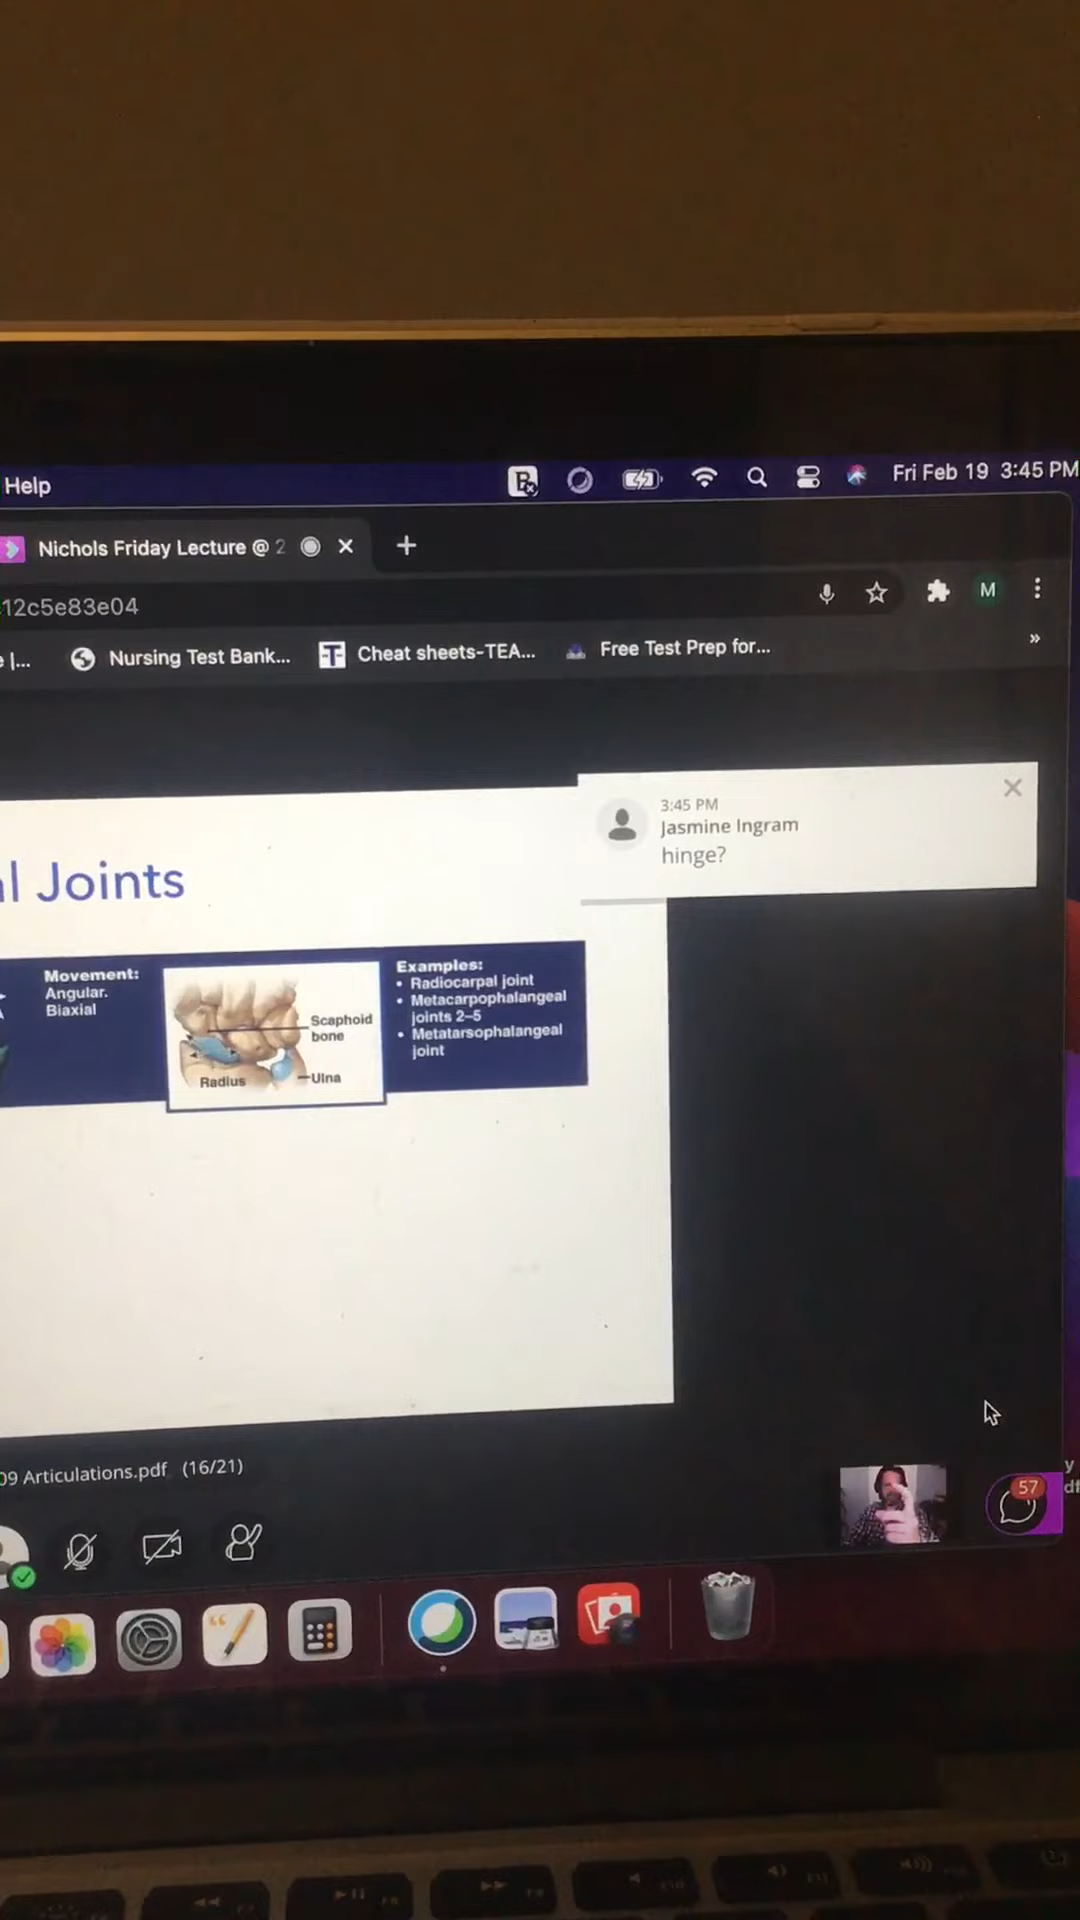 Help
Fri Feb 19 3:45 PM
Nichols Friday Lecture @ 2
12c5e83e04
M
e |...
Nursing Test Bank...
Cheat sheets-TEA...
Free Test Prep for...
»
3:45 PM
Jasmine Ingram
hinge?
al Joints
Movement:
Angular.
Biaxial
Scaphoid
bone
Radius
Ulna
Examples:
• Radiocarpal joint
• Metacarpophalangeal
joints 2–5
• Metatarsophalangeal
joint
09 Articulations.pdf (16/21)
57
y
df